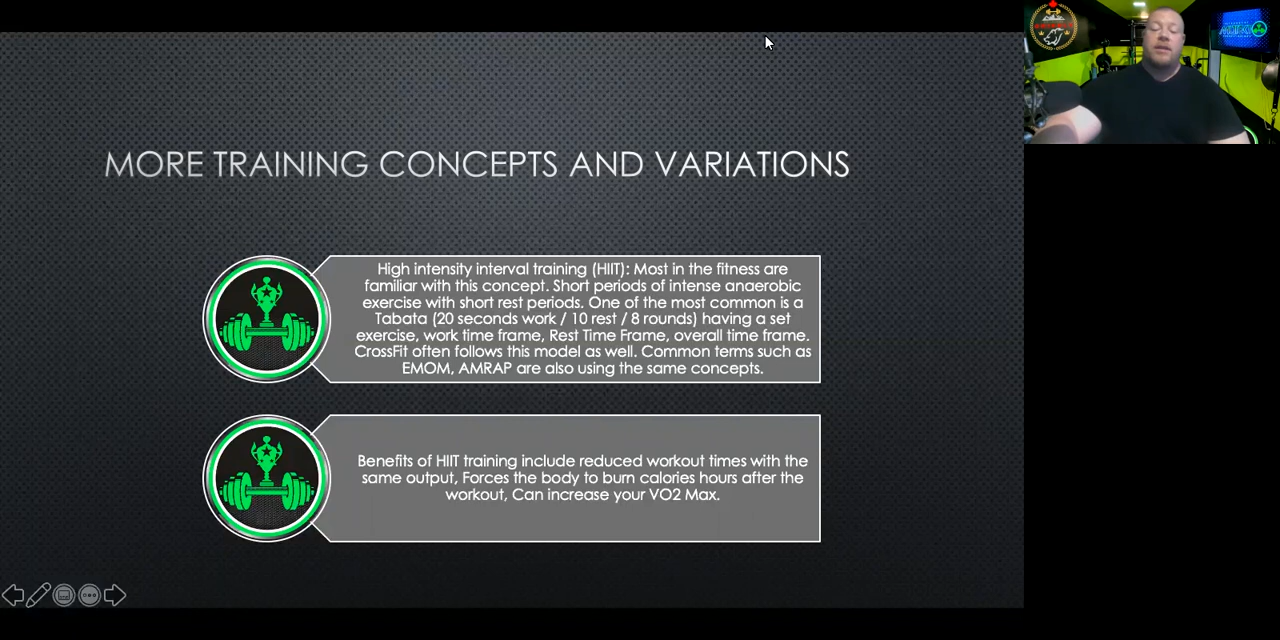 MORE TRAINING CONCEPTS AND VARIATIONS
High intensity interval training (HIIT): Most in the fitness are
familiar with this concept. Short periods of intense anaerobic
exercise with short rest periods. One of the most common is a
Tabata (20 seconds work / 10 rest / 8 rounds) having a set
exercise, work time frame, Rest Time Frame, overall time frame.
CrossFit often follows this model as well. Common terms such as
EMOM, AMRAP are also using the same concepts.
Benefits of HIIT training include reduced workout times with the
same output, Forces the body to burn calories hours after the
workout, Can increase your VO2 Max.